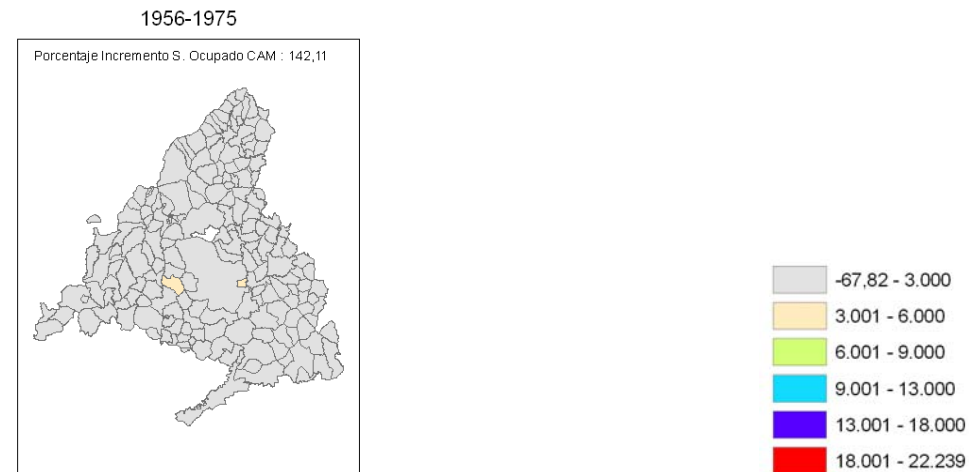 1956-1975
Porcentaje Incremento S. Ocupado CAM : 142,11
-67,82 - 3.000
3.001 - 6.000
6.001 - 9.000
9.001 - 13.000
13.001 - 18.000
18.001 - 22.239